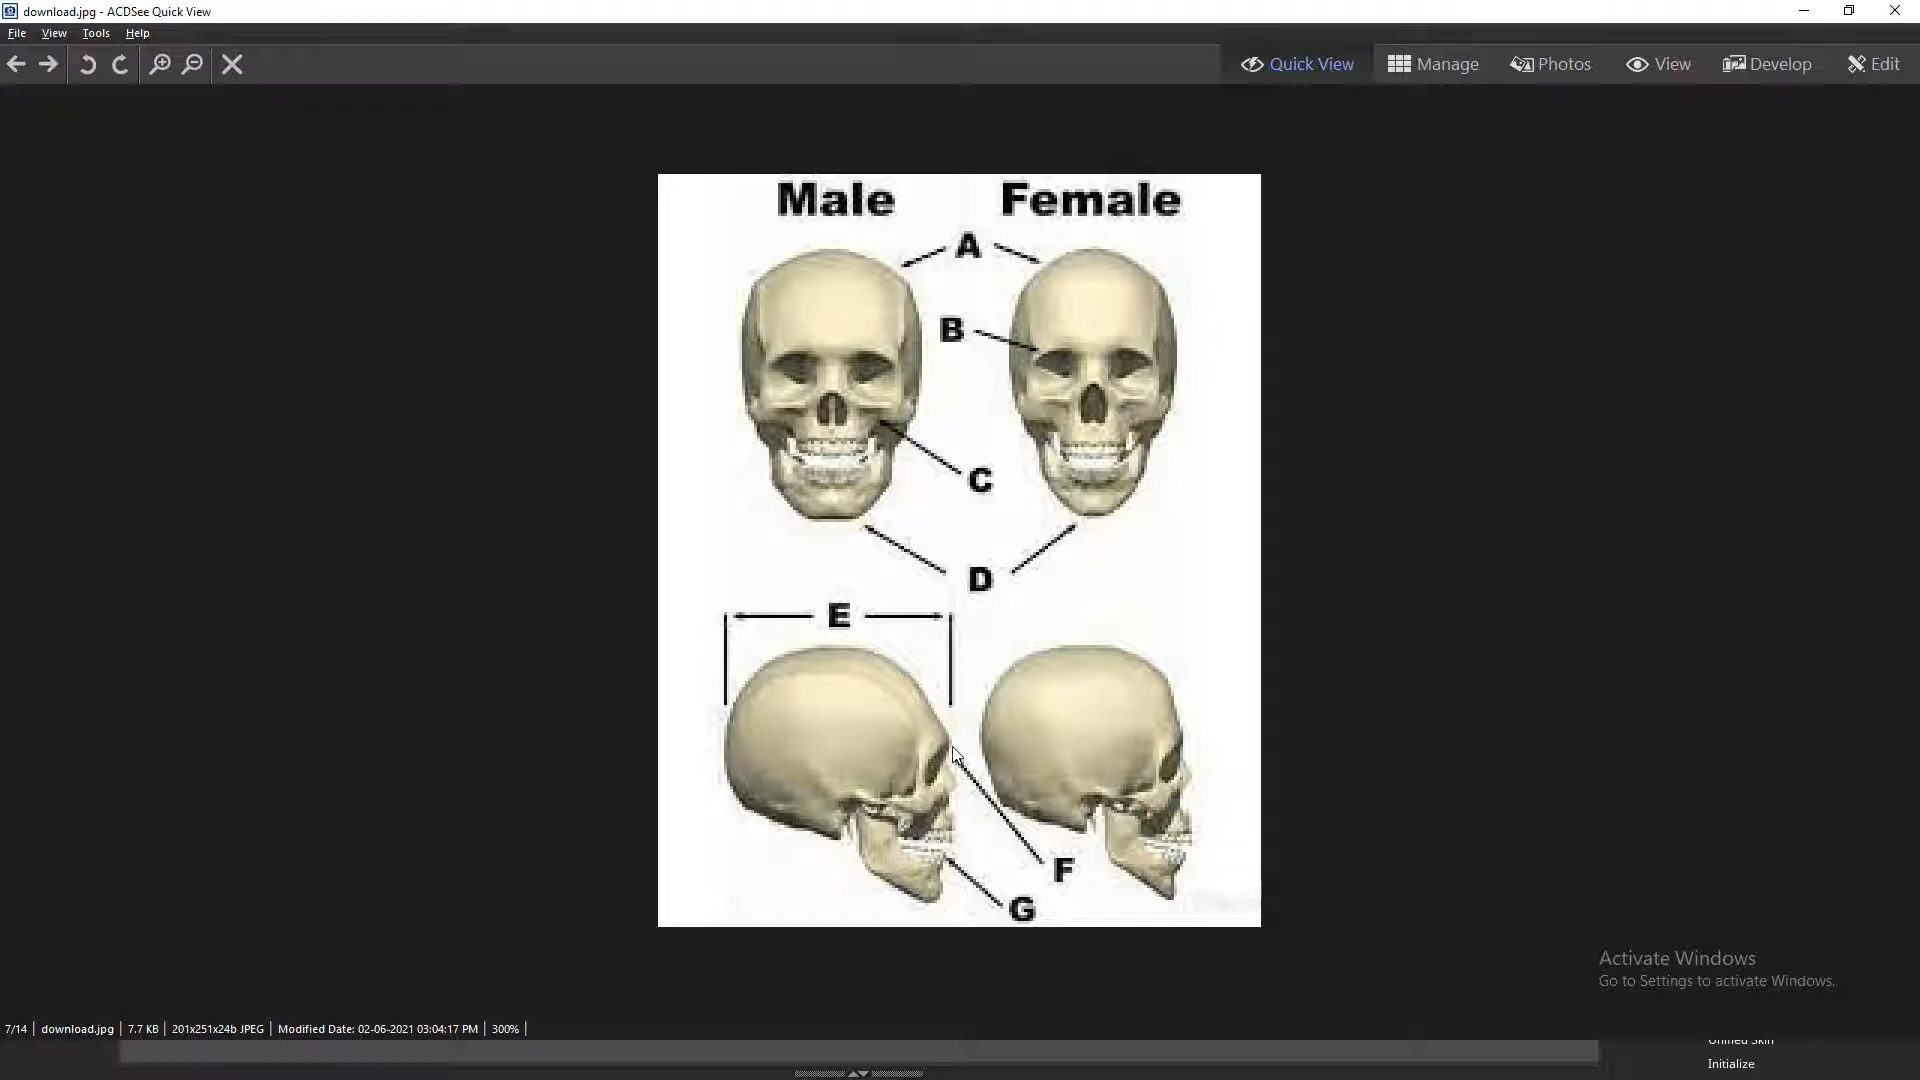 download.jpg - ACDSee Quick View
File View Tools Help
Quick View Manage Photos View Develop Edit
Male Female
A
B
C
D
E
F
G
Activate Windows
Go to Settings to activate Windows.
7/14 download.jpg 7.7 KB 201x251x24b JPEG Modified Date: 02-06-2021 03:04:17 PM 300%
Unified Skin
Initialize